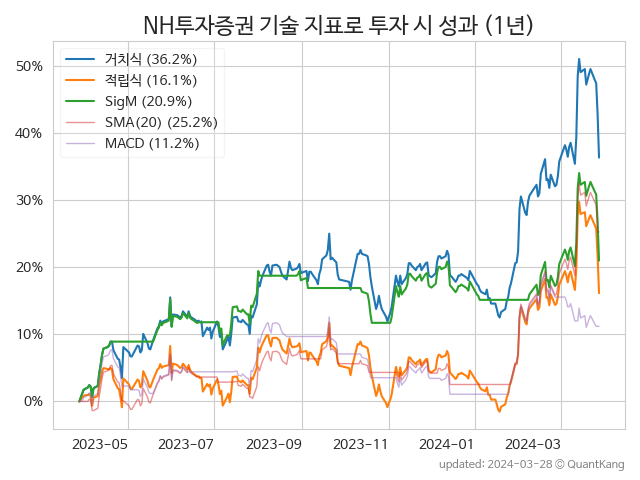 NH투자증권 기술 지표로 투자 시 성과 (1년)
거치식 (36.2%)
적립식 (16.1%)
SigM (20.9%)
SMA(20) (25.2%)
MACD (11.2%)
50%
40%
30%
20%
10%
0%
2023-05 2023-07 2023-09 2023-11 2024-01 2024-03
updated: 2024-03-28 © QuantKang